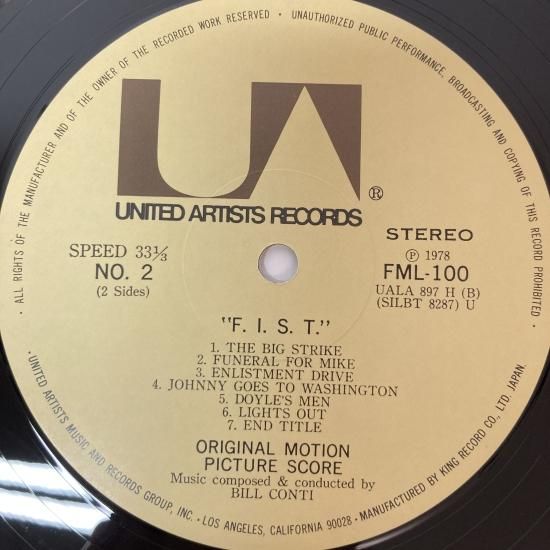 · ALL RIGHTS OF THE MANUFACTURER AND OF THE OWNER OF THE RECORDED WORK RESERVED · UNAUTHORIZED PUBLIC PERFORMANCE, BROADCASTING AND COPYING OF THIS RECORD PROHIBITED ·
UA®
UNITED ARTISTS RECORDS
SPEED 33⅓
NO. 2
(2 Sides)
STEREO
Ⓟ 1978
FML-100
UALA 897 H (B)
(SILBT 8287) U
"F. I. S. T."
1. THE BIG STRIKE
2. FUNERAL FOR MIKE
3. ENLISTMENT DRIVE
4. JOHNNY GOES TO WASHINGTON
5. DOYLE'S MEN
6. LIGHTS OUT
7. END TITLE
ORIGINAL MOTION
PICTURE SCORE
Music composed & conducted by
BILL CONTI
· UNITED ARTISTS MUSIC AND RECORDS GROUP, INC. · LOS ANGELES, CALIFORNIA 90028 · MANUFACTURED BY KING RECORD CO., LTD. JAPAN.